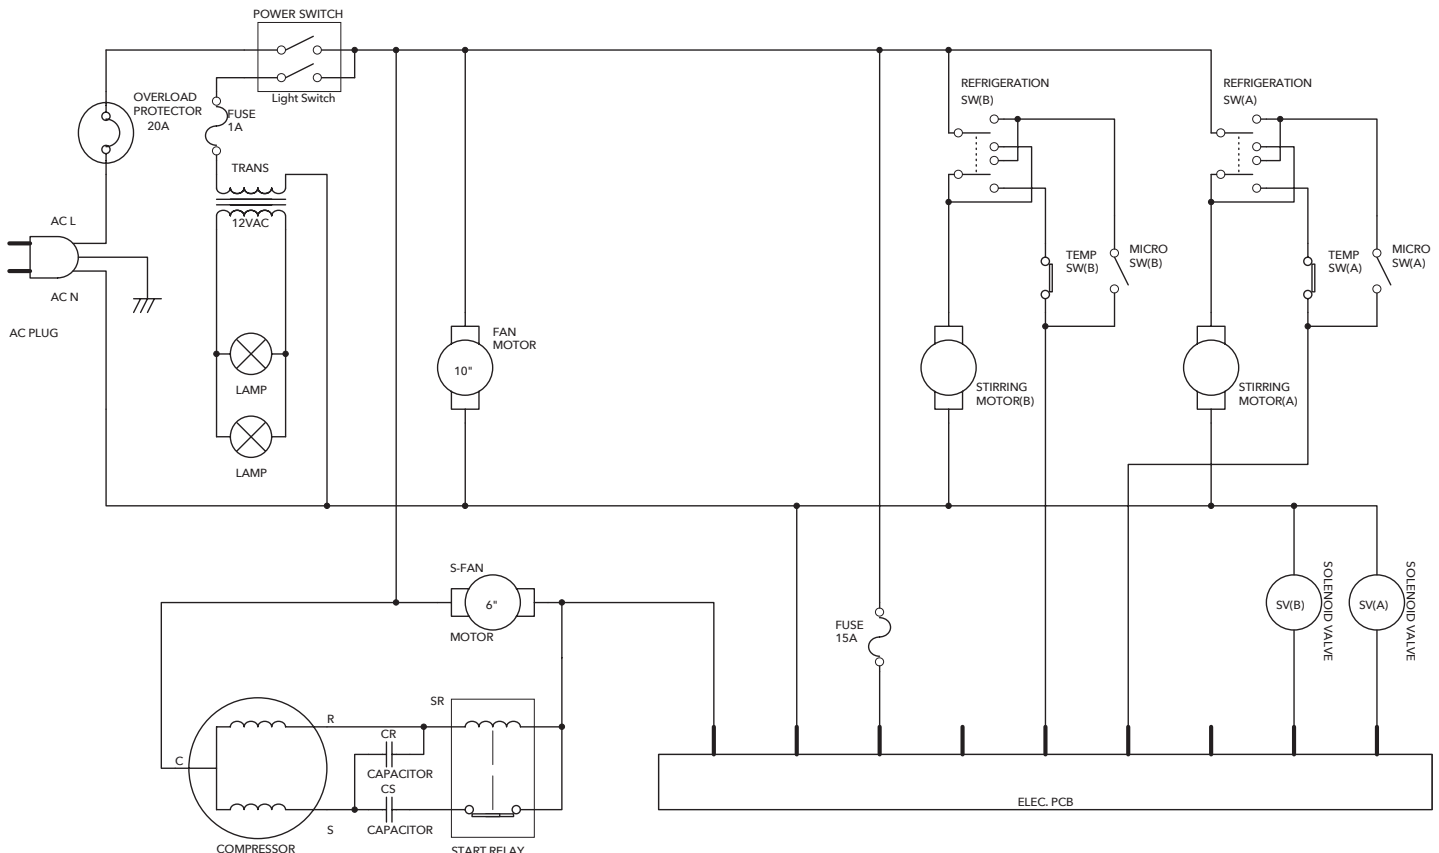 POWER SWITCH
Light Switch
OVERLOAD
PROTECTOR
20A
FUSE
1A
TRANS
12VAC
AC L
AC N
AC PLUG
LAMP
LAMP
FAN
MOTOR
10"
REFRIGERATION
SW(B)
TEMP
SW(B)
MICRO
SW(B)
STIRRING
MOTOR(B)
REFRIGERATION
SW(A)
TEMP
SW(A)
MICRO
SW(A)
STIRRING
MOTOR(A)
S-FAN
6"
MOTOR
FUSE
15A
SV(B)
SOLENOID VALVE
SV(A)
SOLENOID VALVE
SR
R
C
CR
CAPACITOR
CS
CAPACITOR
S
COMPRESSOR
START RELAY
ELEC. PCB